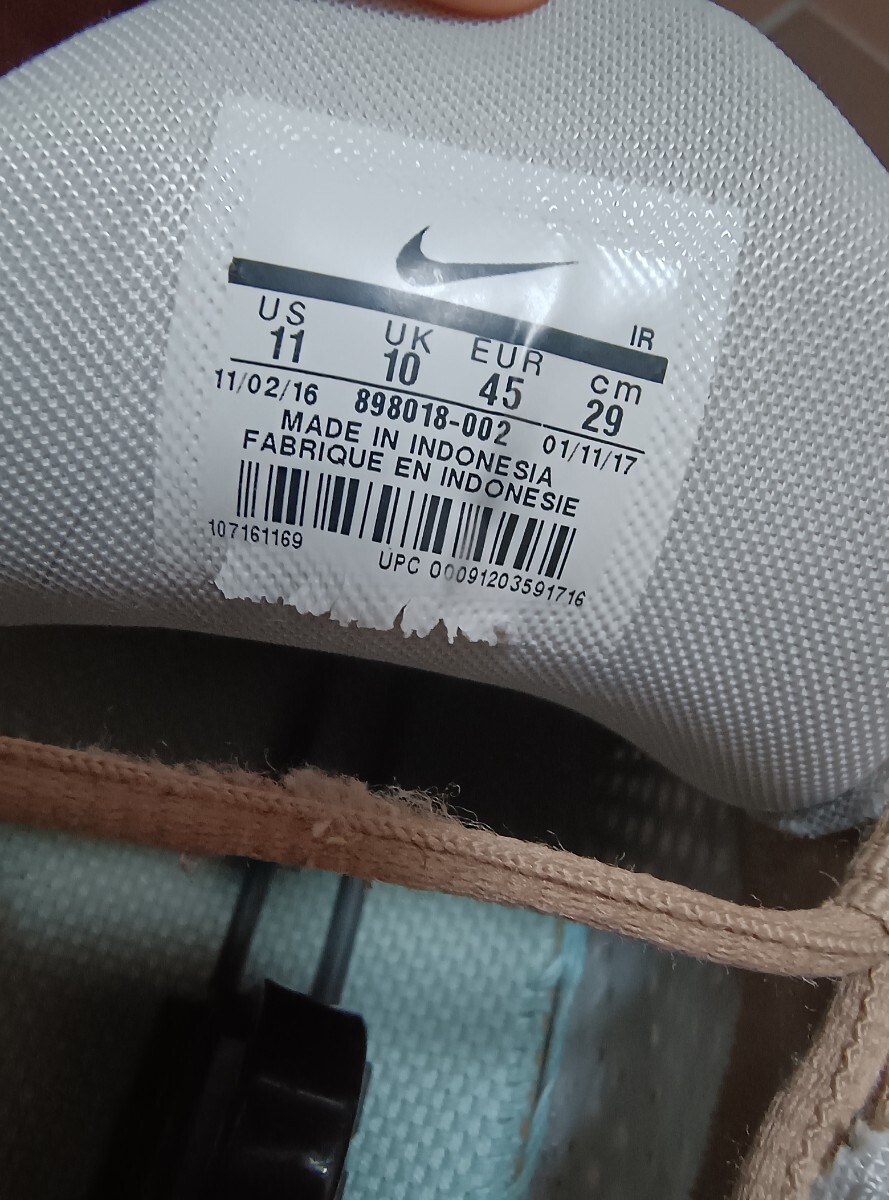 IR
US UK EUR cm
11 10 45 29
11/02/16 898018-002 01/11/17
MADE IN INDONESIA
FABRIQUE EN INDONESIE
107161169
UPC 00091203591716